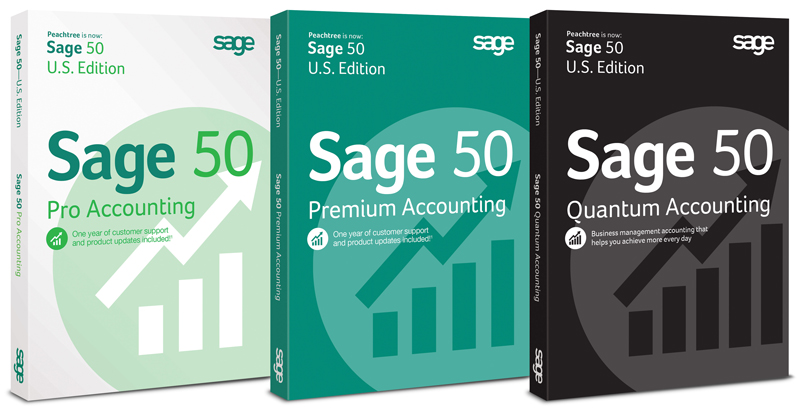 Sage 50—U.S. Edition
Sage 50 Pro Accounting
sage
Peachtree is now:
Sage 50
U.S. Edition
sage
Sage 50
Pro Accounting
One year of customer support
and product updates included!
Sage 50—U.S. Edition
Sage 50 Premium Accounting
sage
Peachtree is now:
Sage 50
U.S. Edition
sage
Sage 50
Premium Accounting
One year of customer support
and product updates included!
Sage 50—U.S. Edition
Sage 50 Quantum Accounting
sage
Peachtree is now:
Sage 50
U.S. Edition
sage
Sage 50
Quantum Accounting
Business management accounting that
helps you achieve more every day